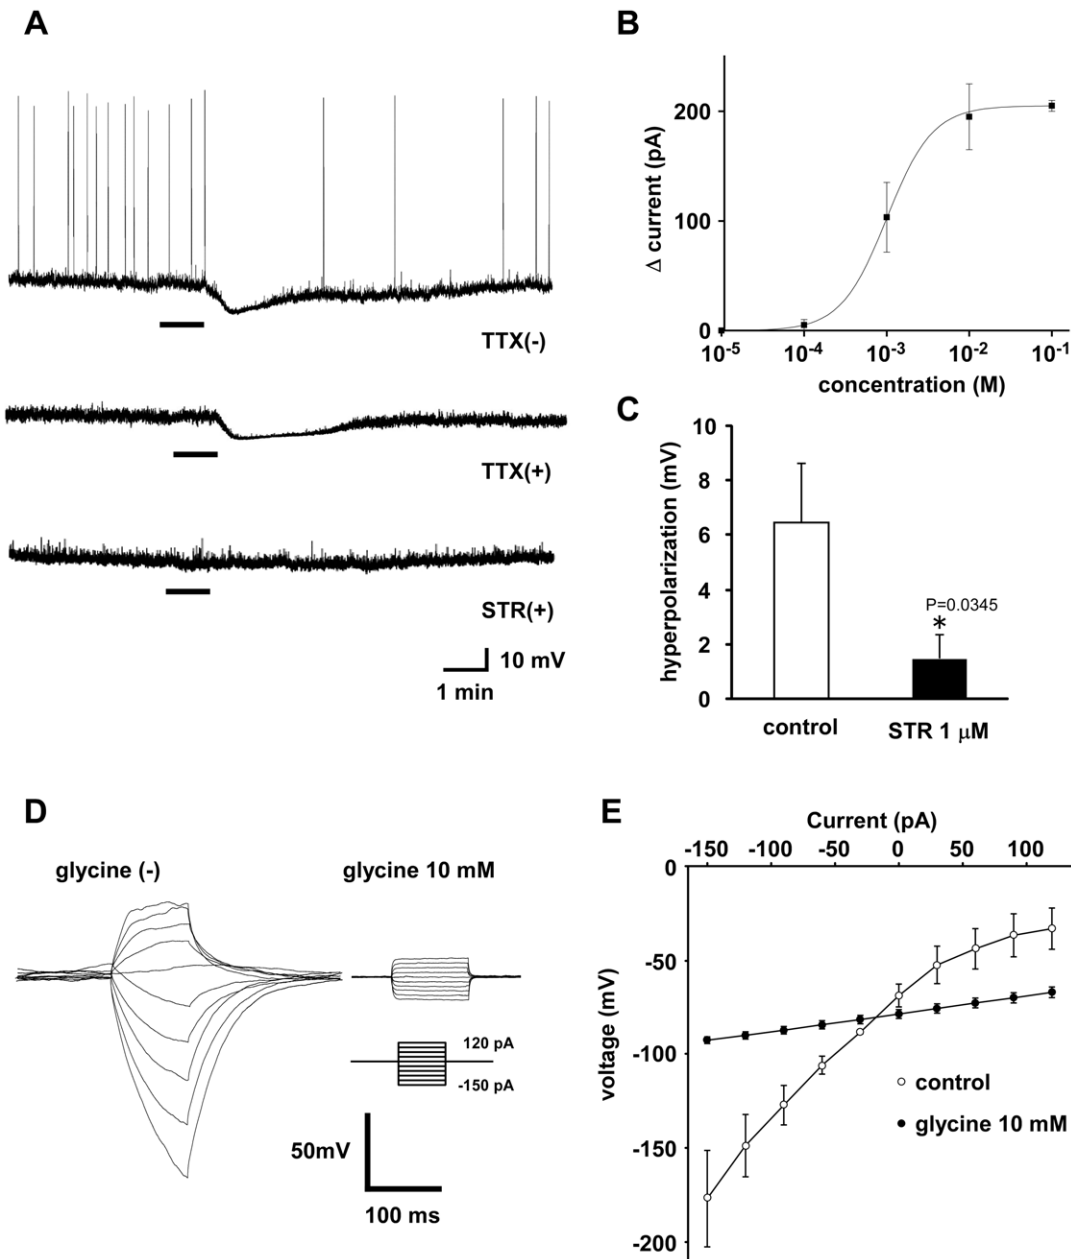 A
TTX(-)
TTX(+)
STR(+)
10 mV
1 min
B
Δ current (pA)
200
100
0
10⁻⁵ 10⁻⁴ 10⁻³ 10⁻² 10⁻¹
concentration (M)
C
hyperpolarization (mV)
10
8
6
4
2
0
P=0.0345
*
control STR 1 μM
D
glycine (-) glycine 10 mM
120 pA
-150 pA
50mV
100 ms
E
Current (pA)
-150 -100 -50 0 50 100
voltage (mV)
0
-50
-100
-150
-200
control
glycine 10 mM